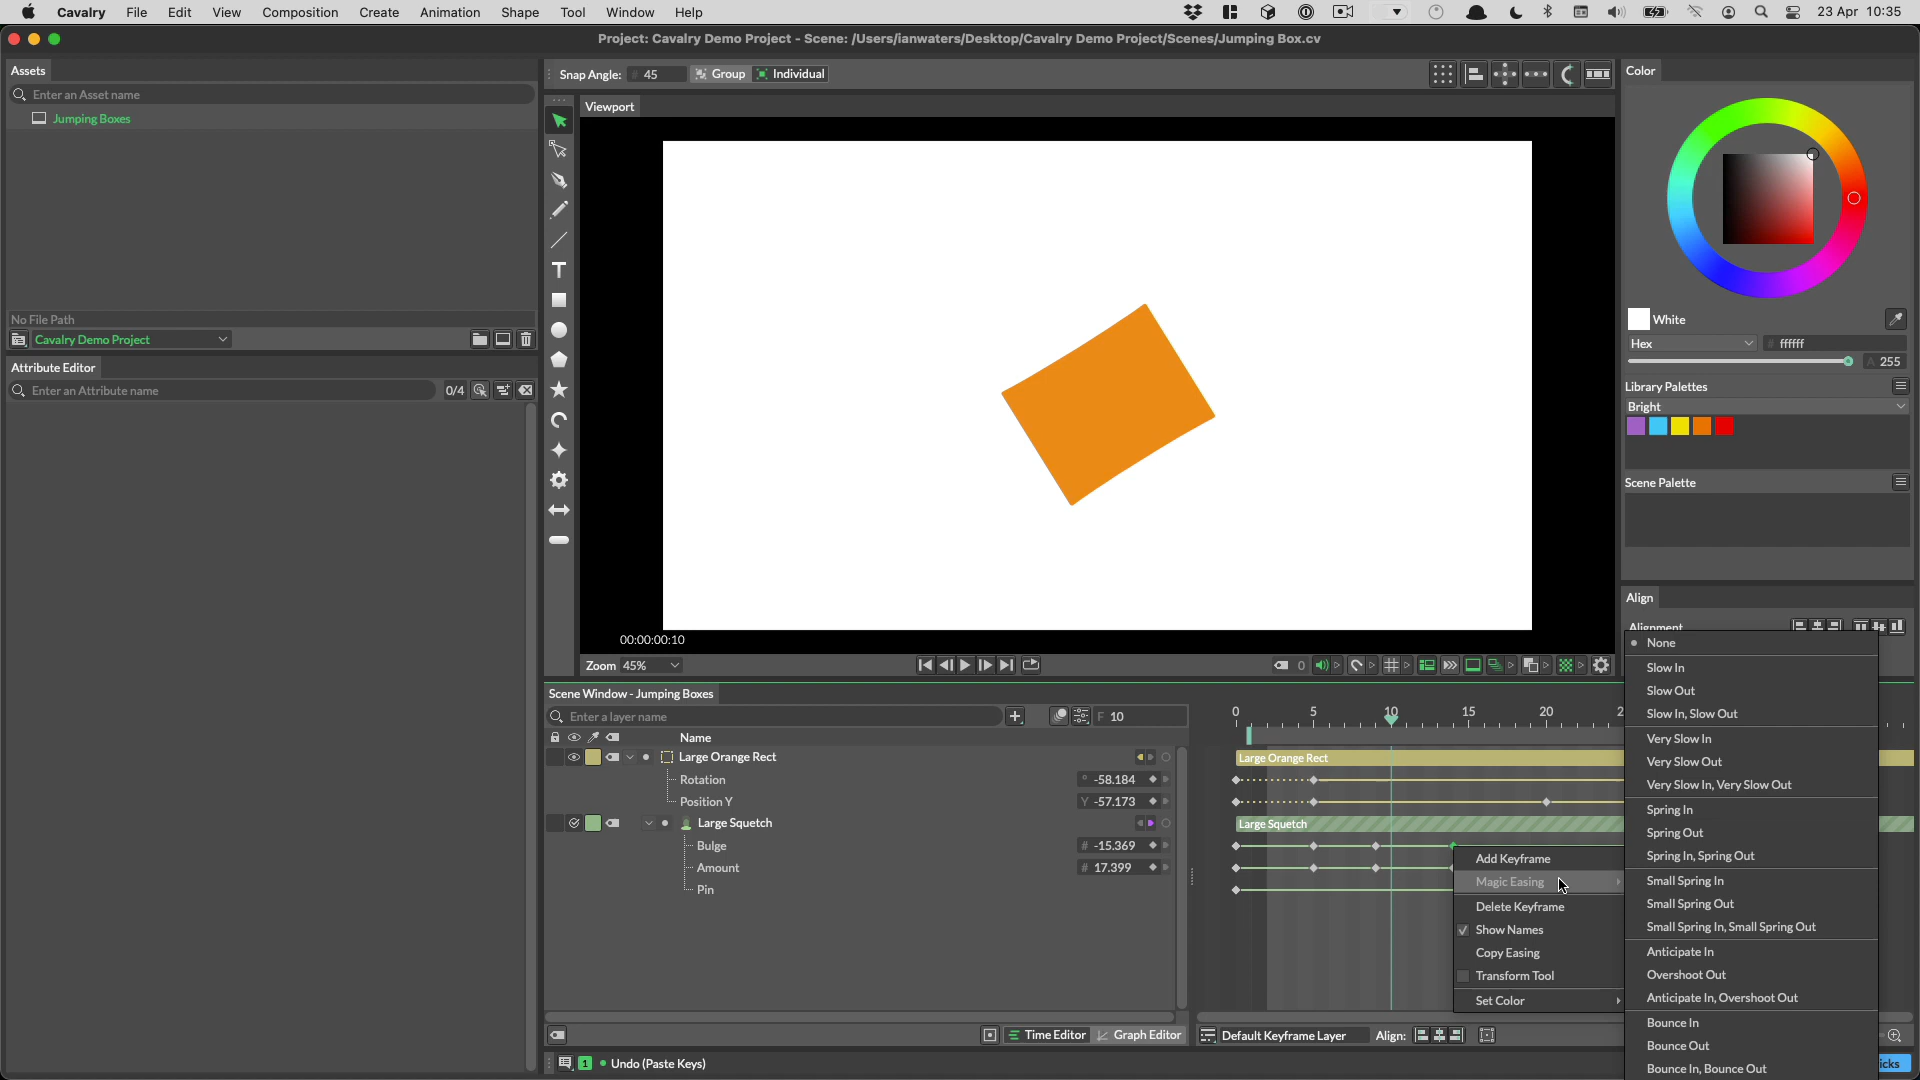 Cavalry File Edit View Composition Create Animation Shape Tool Window Help 23 Apr 10:35
Project: Cavalry Demo Project - Scene: /Users/ianwaters/Desktop/Cavalry Demo Project/Scenes/Jumping Box.cv
Assets
Enter an Asset name
Jumping Boxes
No File Path
Cavalry Demo Project
Attribute Editor
Enter an Attribute name 0/4
Snap Angle: # 45 Group Individual
Viewport
00:00:00:10
Zoom 45% 0
Color
White
Hex # ffffff
A 255
Library Palettes
Bright
Scene Palette
Align
Alignment
Scene Window - Jumping Boxes
Enter a layer name F 10
Name
0 5 10 15 20 2
Large Orange Rect Large Orange Rect
Rotation ° -58.184
Position Y Y -57.173
Large Squetch Large Squetch
Bulge # -15.369
Amount # 17.399
Pin
Add Keyframe
Magic Easing
Delete Keyframe
Show Names
Copy Easing
Transform Tool
Set Color
None
Slow In
Slow Out
Slow In, Slow Out
Very Slow In
Very Slow Out
Very Slow In, Very Slow Out
Spring In
Spring Out
Spring In, Spring Out
Small Spring In
Small Spring Out
Small Spring In, Small Spring Out
Anticipate In
Overshoot Out
Anticipate In, Overshoot Out
Bounce In
Bounce Out
Bounce In, Bounce Out
Time Editor Graph Editor Default Keyframe Layer Align:
1 Undo (Paste Keys) icks